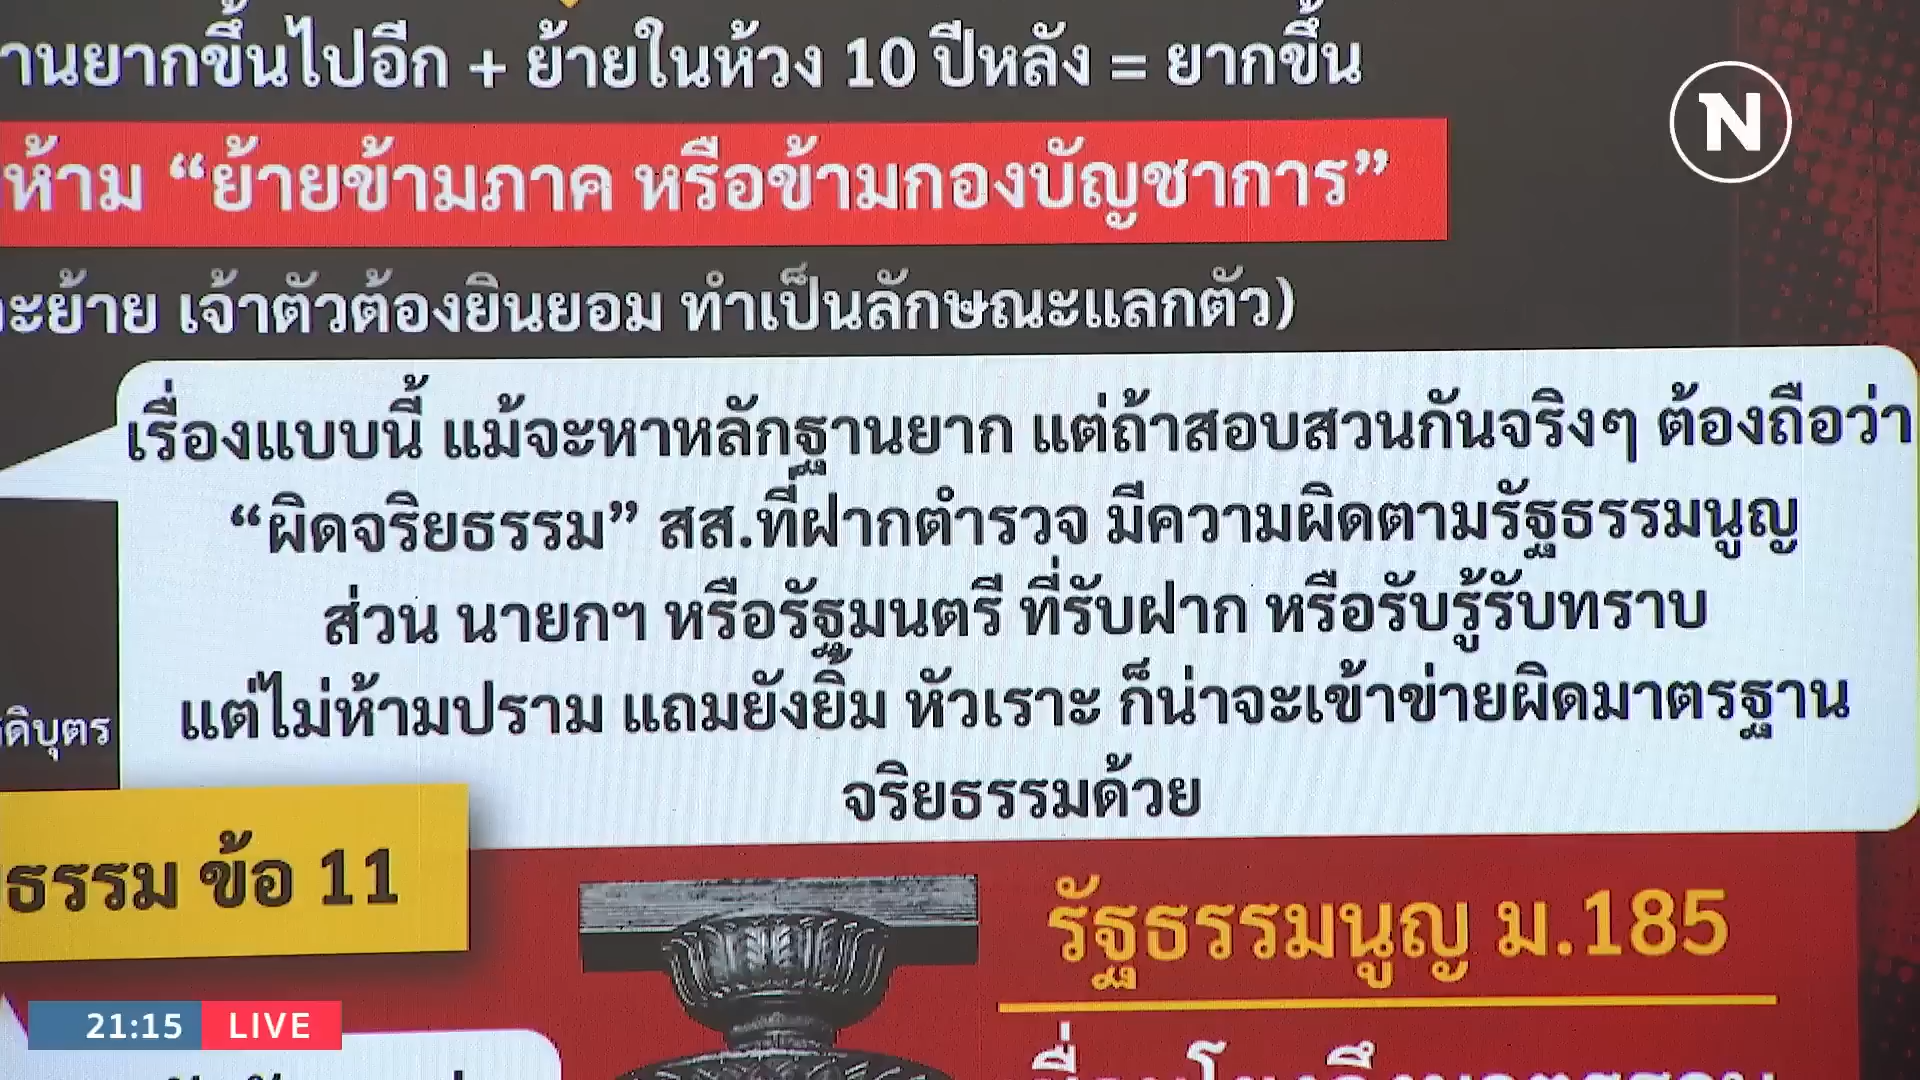 านยากขึ้นไปอีก + ย้ายในห้วง 10 ปีหลัง = ยากขึ้น
N
ห้าม “ย้ายข้ามภาค หรือข้ามกองบัญชาการ”
ะย้าย เจ้าตัวต้องยินยอม ทำเป็นลักษณะแลกตัว)
เรื่องแบบนี้ แม้จะหาหลักฐานยาก แต่ถ้าสอบสวนกันจริงๆ ต้องถือว่า
“ผิดจริยธรรม” สส.ที่ฝากตำรวจ มีความผิดตามรัฐธรรมนูญ
ส่วน นายกฯ หรือรัฐมนตรี ที่รับฝาก หรือรับรู้รับทราบ
แต่ไม่ห้ามปราม แถมยังยิ้ม หัวเราะ ก็น่าจะเข้าข่ายผิดมาตรฐาน
จริยธรรมด้วย
ดิบุตร
ธรรม ข้อ 11
รัฐธรรมนูญ ม.185
21:15 LIVE